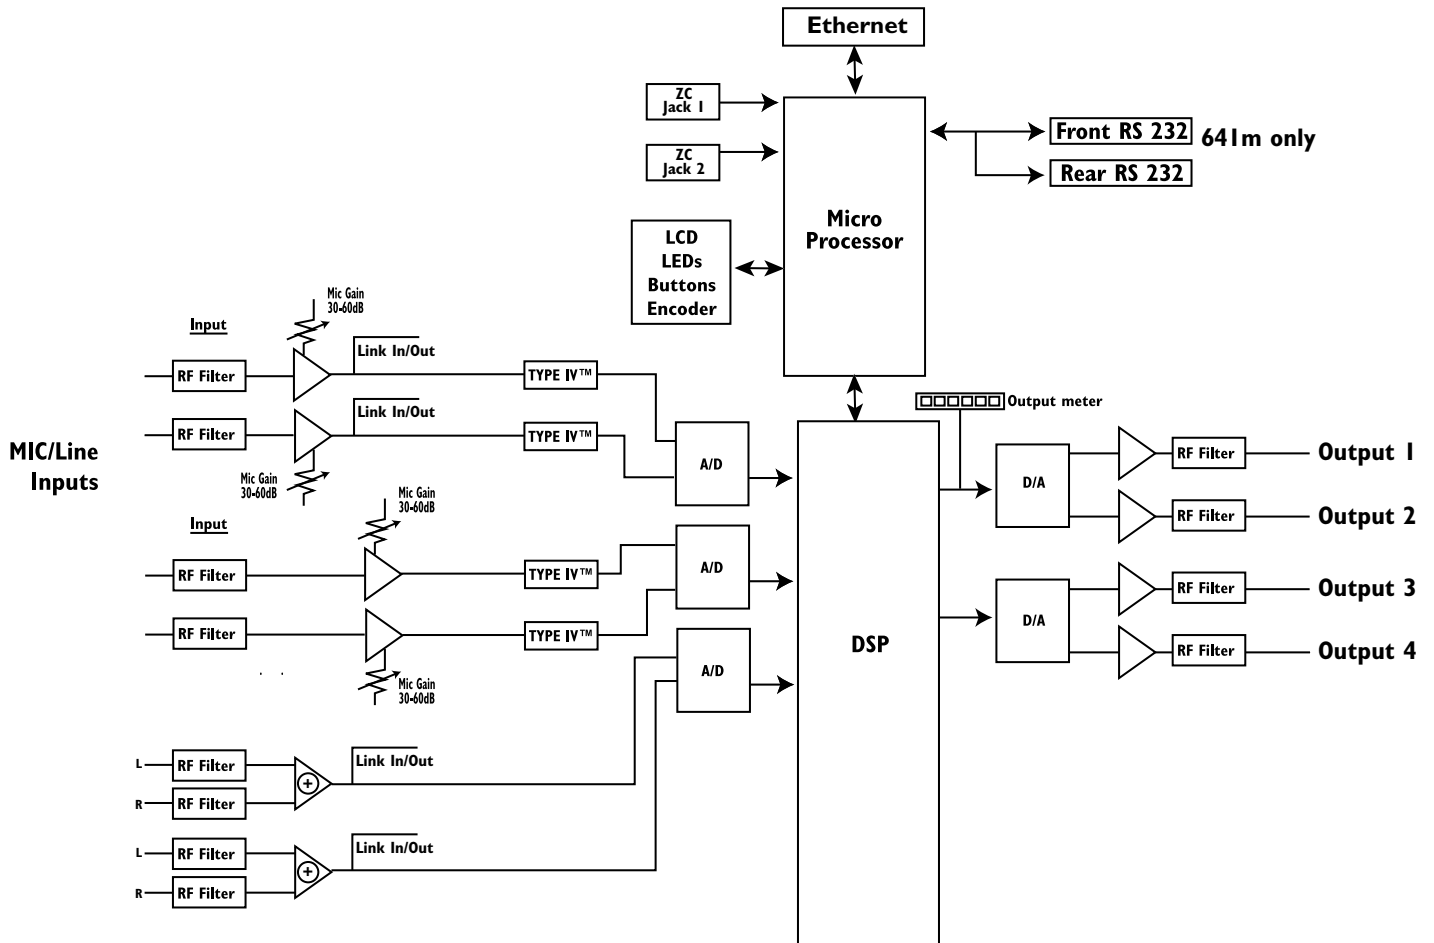 Ethernet
ZC
Jack 1
ZC
Jack 2
Front RS 232
641m only
Rear RS 232
Micro
Processor
LCD
LEDs
Buttons
Encoder
Mic Gain
30-60dB
Input
RF Filter
Link In/Out
TYPE IV™
RF Filter
Link In/Out
TYPE IV™
MIC/Line
Inputs
Mic Gain
30-60dB
A/D
Output meter
D/A
RF Filter
Output 1
RF Filter
Output 2
Input
Mic Gain
30-60dB
RF Filter
TYPE IV™
A/D
RF Filter
TYPE IV™
Mic Gain
30-60dB
A/D
DSP
D/A
RF Filter
Output 3
RF Filter
Output 4
L
RF Filter
Link In/Out
R
RF Filter
L
RF Filter
Link In/Out
R
RF Filter